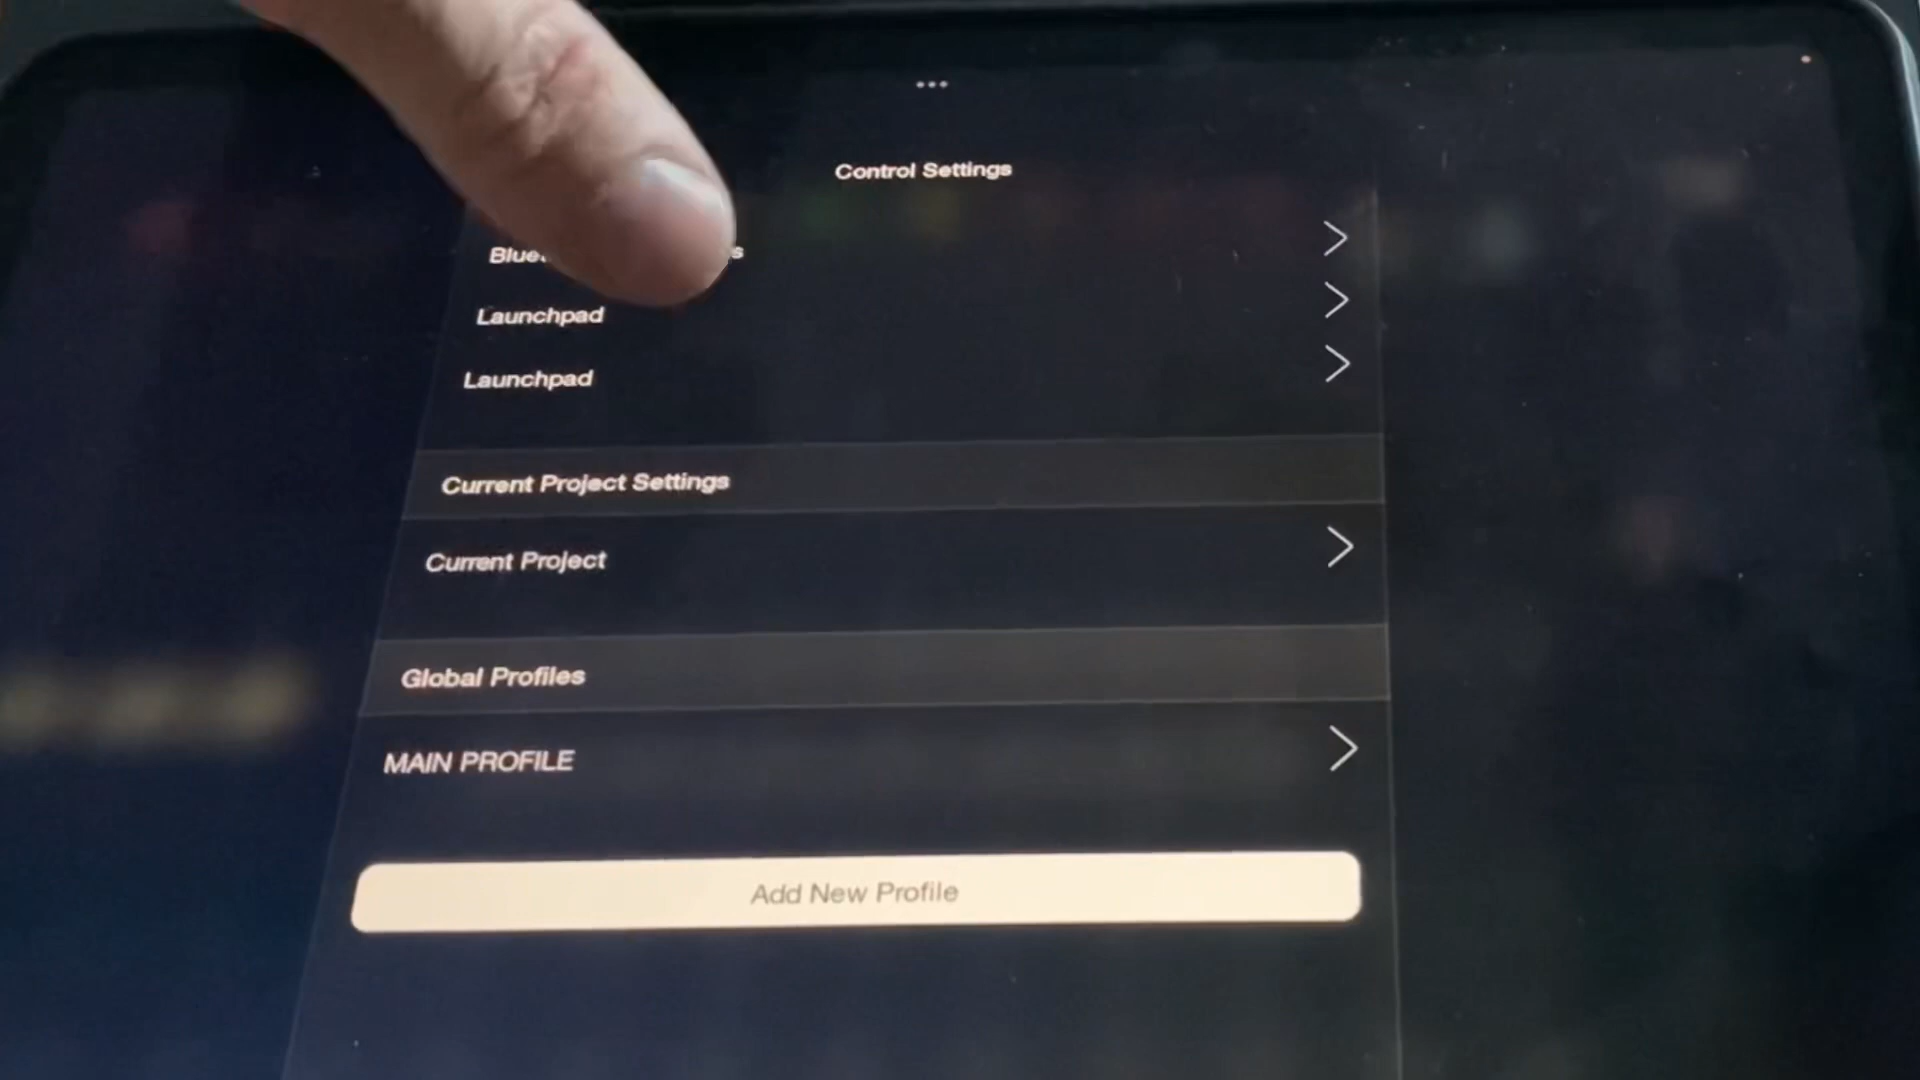 Control Settings
Launchpad
Launchpad
Current Project Settings
Current Project
Global Profiles
MAIN PROFILE
Add New Profile